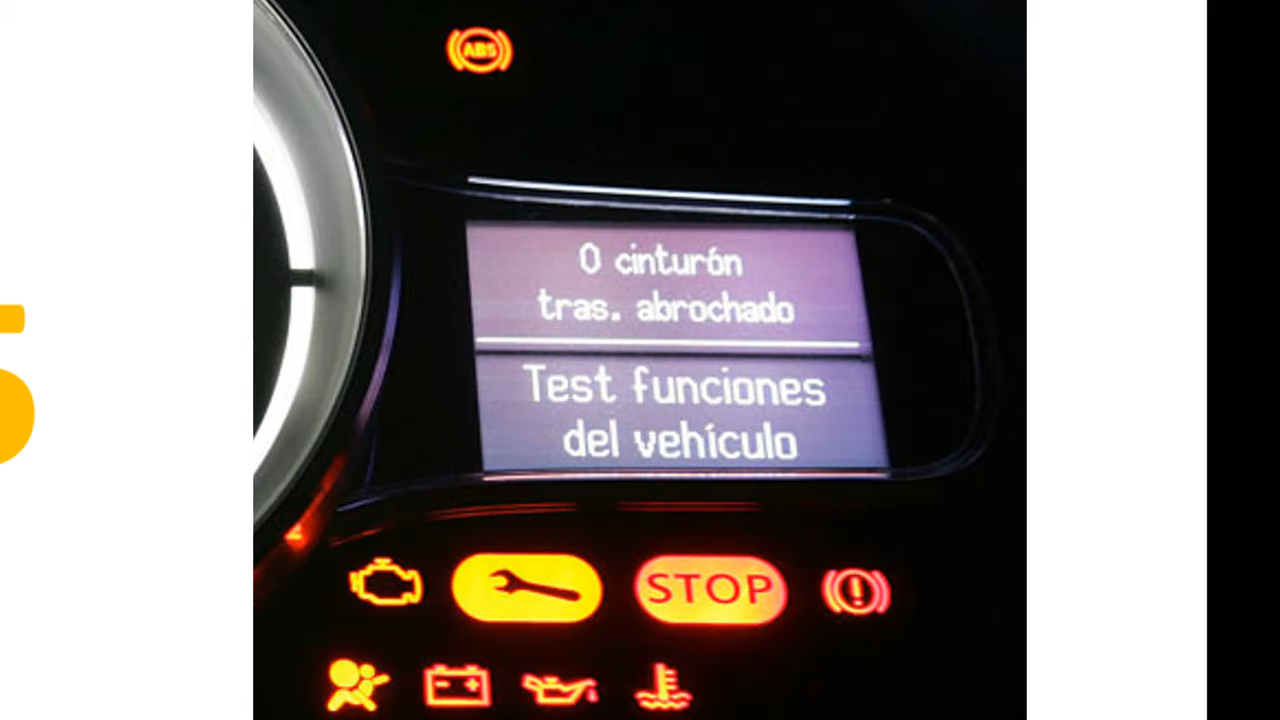 ABS
0 cinturón
tras. abrochado
Test funciones
del vehículo
STOP